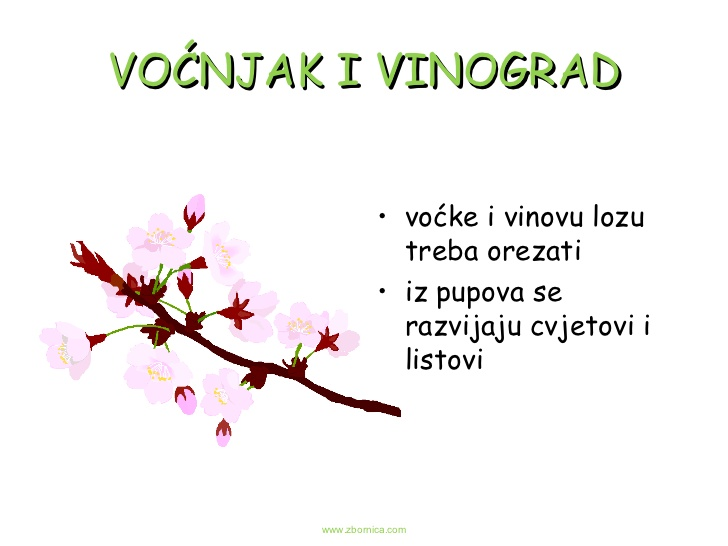 VOĆNJAK I VINOGRAD
• voćke i vinovu lozu
treba orezati
• iz pupova se
razvijaju cvjetovi i
listovi
www.zbornica.com